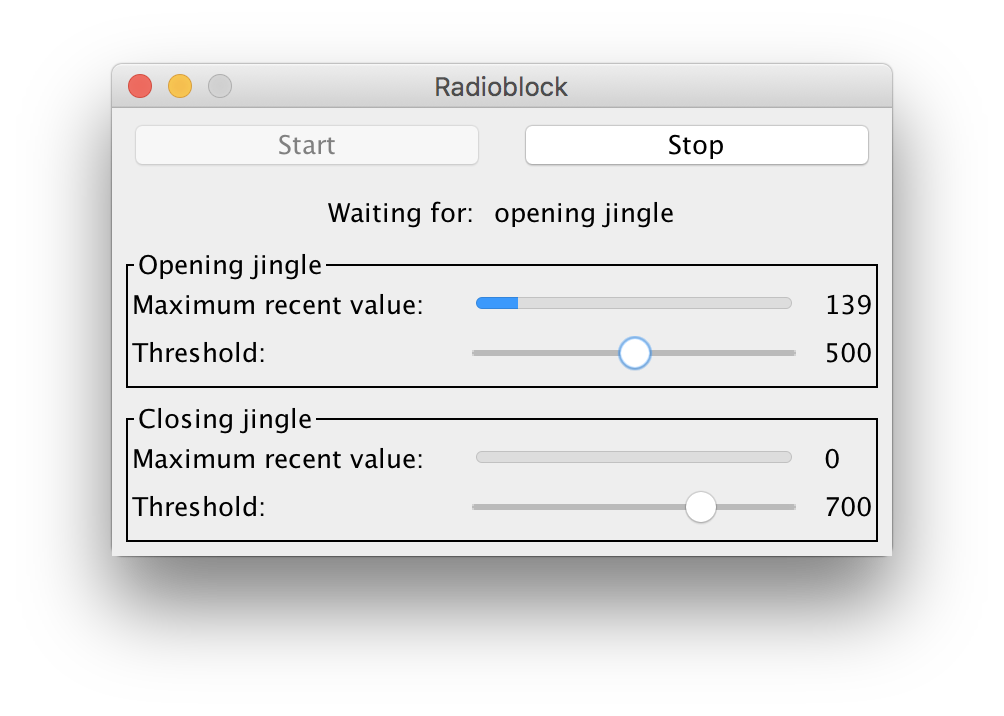 Radioblock
Start Stop
Waiting for: opening jingle
Opening jingle
Maximum recent value: 139
Threshold: 500
Closing jingle
Maximum recent value: 0
Threshold: 700